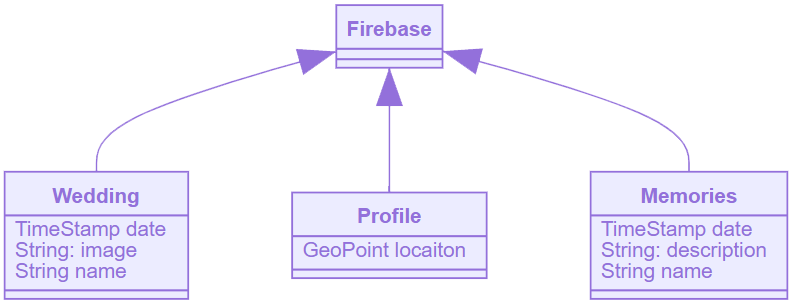 Firebase
Wedding
TimeStamp date
String: image
String name
Profile
GeoPoint locaiton
Memories
TimeStamp date
String: description
String name